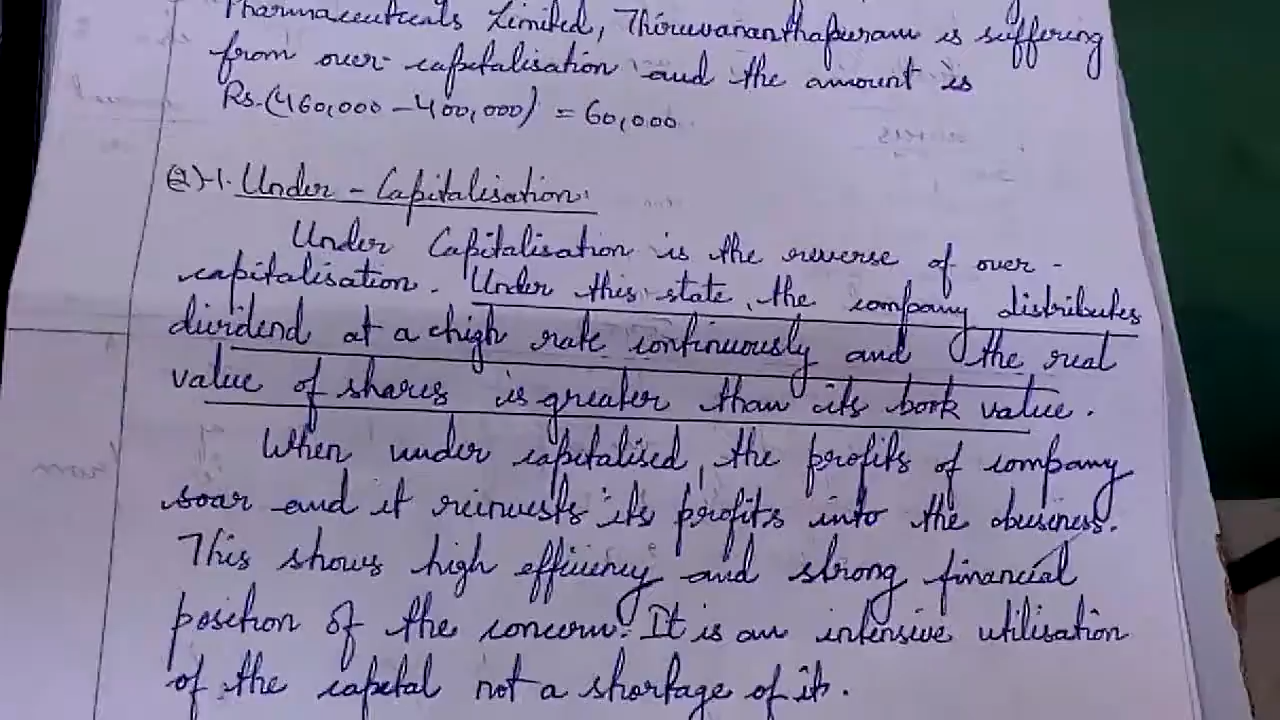 Pharmaceuticals Limited, Thiruvananthapuram is suffering
from over-capitalisation and the amount is
Rs.(460,000 - 400,000) = 60,000.
Q)-1. Under - Capitalisation:
Under Capitalisation is the reverse of over -
capitalisation. Under this state, the company distributes
dividend at a high rate continuously and the real
value of shares is greater than its book value.
When under capitalised, the profits of company
soar and it reinvests its profits into the business.
This shows high efficiency and strong financial
position of the concern. It is an intensive utilisation
of the capital not a shortage of it.